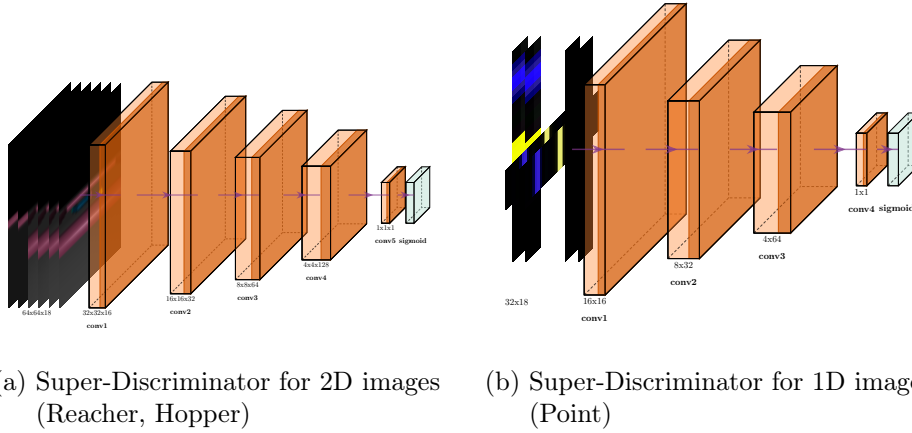 64x64x18
32x32x16
conv1
16x16x32
conv2
8x8x64
conv3
4x4x128
conv4
1x1x1
conv5
sigmoid
32x18
16x16
conv1
8x32
conv2
4x64
conv3
1x1
conv4
sigmoid
a) Super-Discriminator for 2D images
(Reacher, Hopper)
(b) Super-Discriminator for 1D image
(Point)